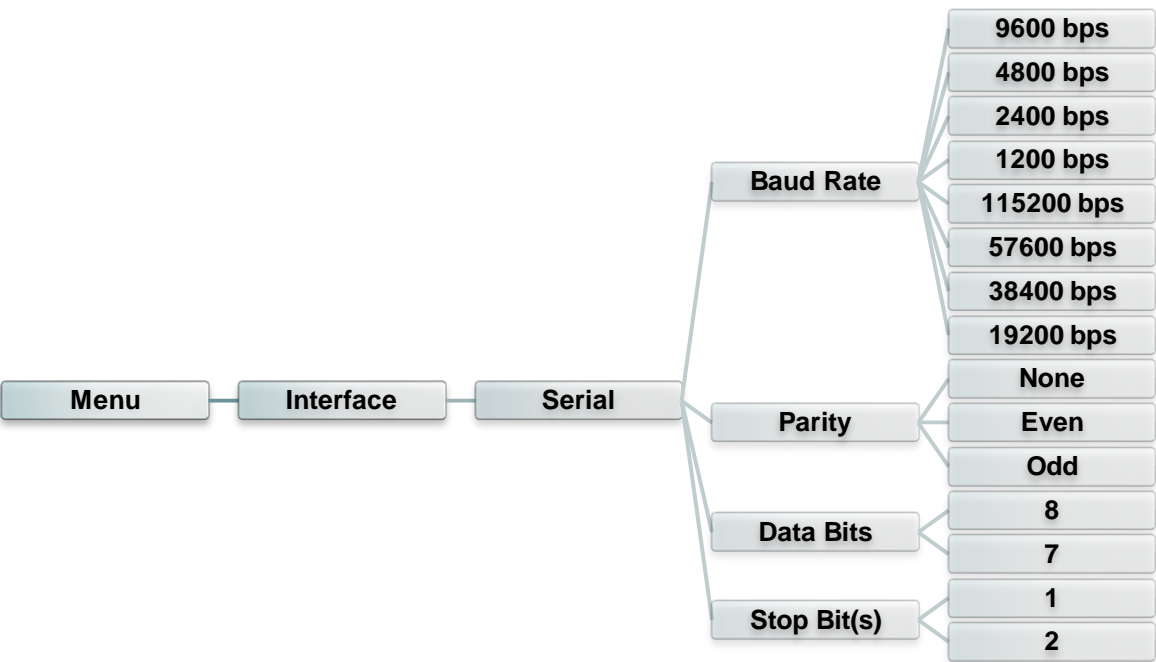 Menu
Interface
Serial
Baud Rate
9600 bps
4800 bps
2400 bps
1200 bps
115200 bps
57600 bps
38400 bps
19200 bps
Parity
None
Even
Odd
Data Bits
8
7
Stop Bit(s)
1
2